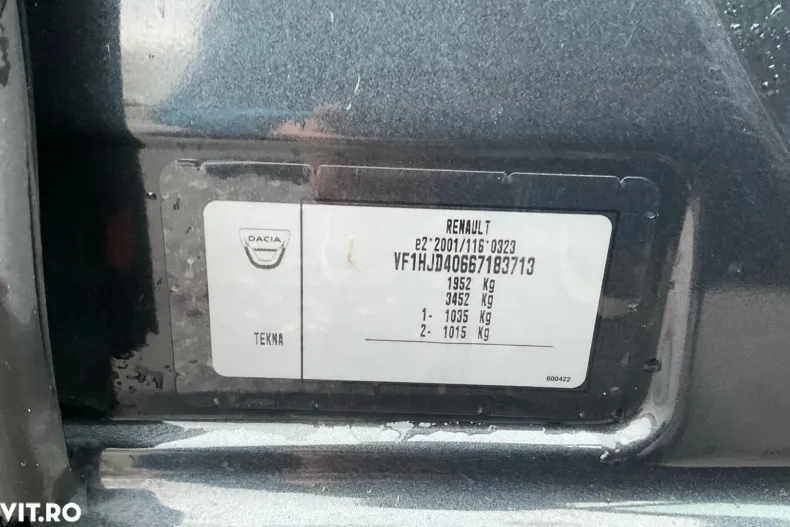 DACIA
TEKNA
RENAULT
e2*2001/116*0323
VF1HJD40667183713
1952 Kg
3452 Kg
1- 1035 Kg
2- 1015 Kg
600422
VIT.RO